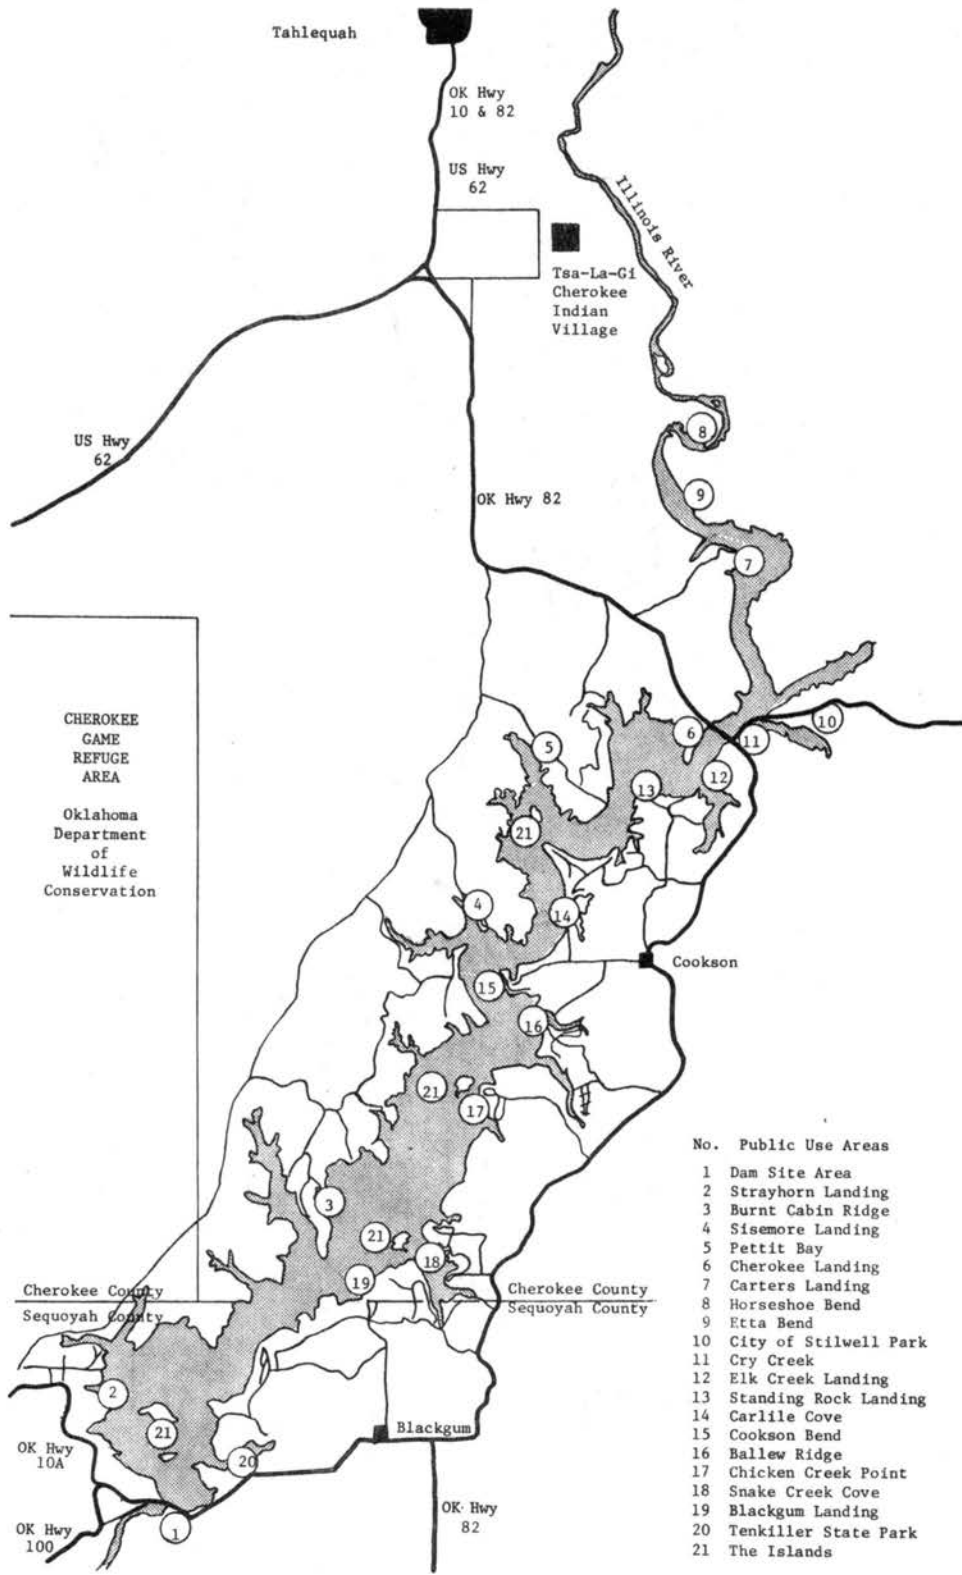 Tahlequah
OK Hwy
10 & 82
US Hwy
62
Illinois River
Tsa-La-Gi
Cherokee
Indian
Village
8
US Hwy
62
9
OK Hwy 82
7
CHEROKEE
GAME
REFUGE
AREA
Oklahoma
Department
of
Wildlife
Conservation
10
6
11
5
12
13
21
4
14
Cookson
15
16
21
17
3
21
18
19
Cherokee County
Sequoyah County
Cherokee County
Sequoyah County
2
21
Blackgum
20
OK Hwy
10A
OK Hwy
82
OK Hwy
100
1
No. Public Use Areas
1 Dam Site Area
2 Strayhorn Landing
3 Burnt Cabin Ridge
4 Sisemore Landing
5 Pettit Bay
6 Cherokee Landing
7 Carters Landing
8 Horseshoe Bend
9 Etta Bend
10 City of Stilwell Park
11 Cry Creek
12 Elk Creek Landing
13 Standing Rock Landing
14 Carlile Cove
15 Cookson Bend
16 Ballew Ridge
17 Chicken Creek Point
18 Snake Creek Cove
19 Blackgum Landing
20 Tenkiller State Park
21 The Islands